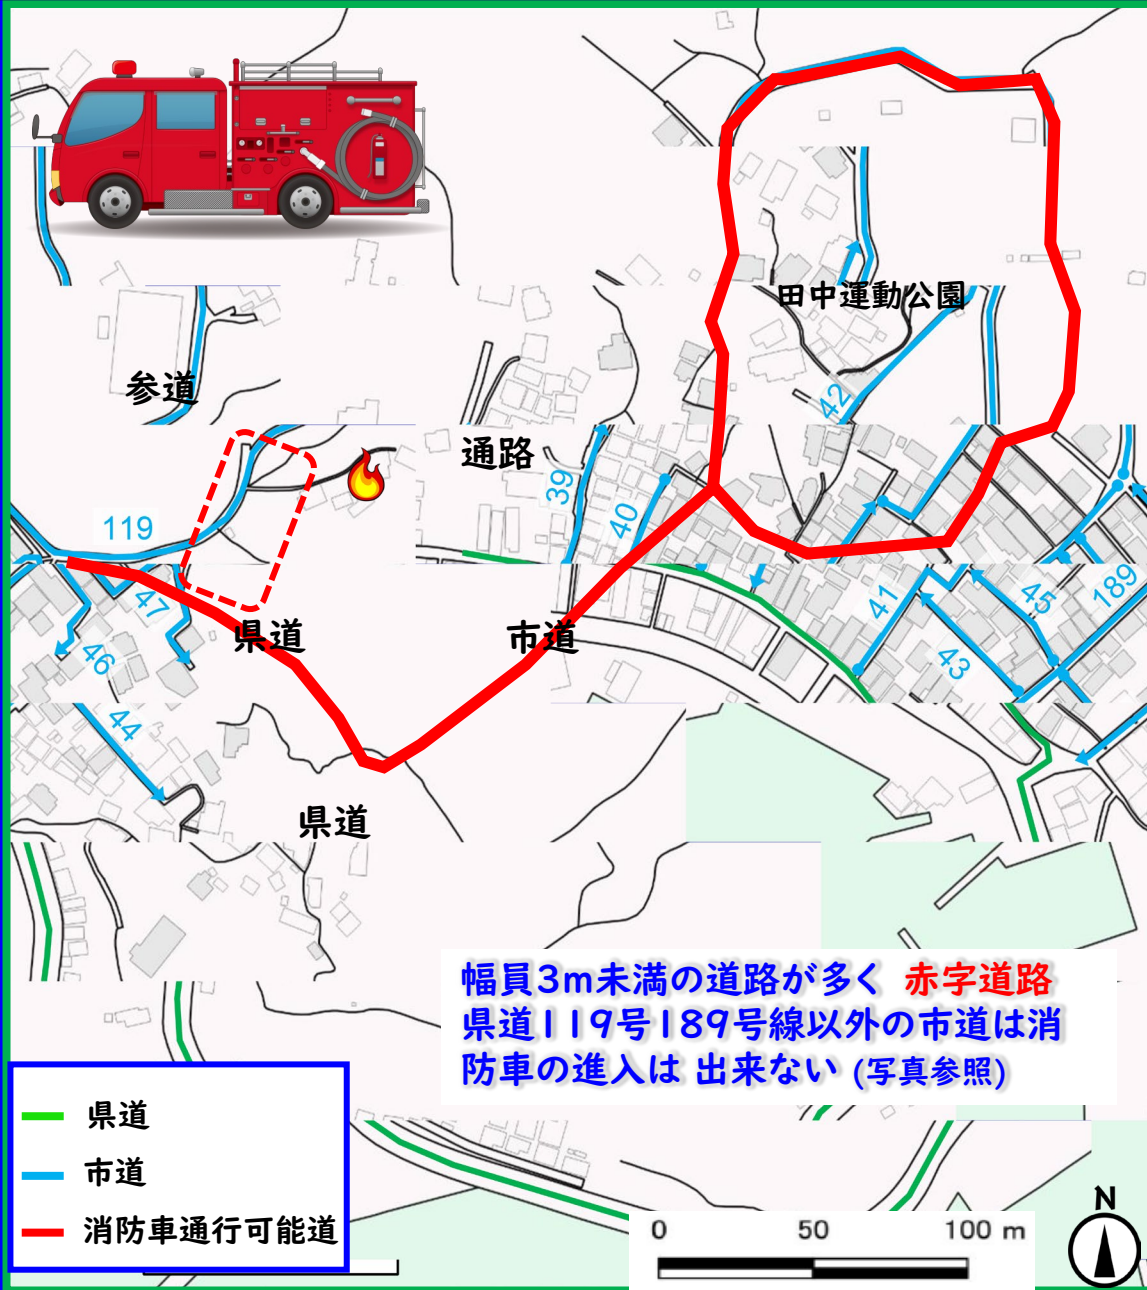 田中運動公園
参道
42
通路
39
40
119
47
41
45
189
県道
市道
46
43
44
県道
幅員3m未満の道路が多く 赤字道路
県道119号189号線以外の市道は消
防車の進入は 出来ない (写真参照)
県道
市道
消防車通行可能道
0 50 100 m
N